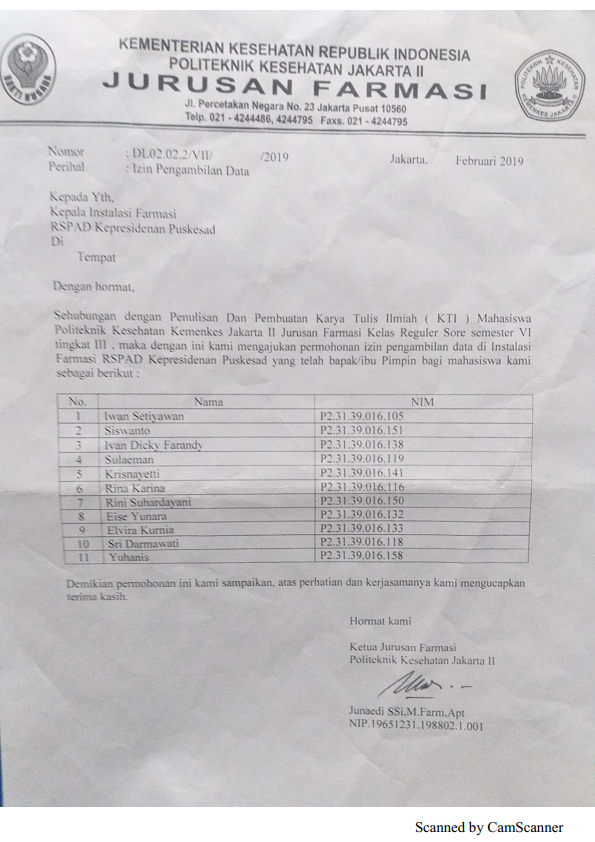 KEMENTERIAN KESEHATAN REPUBLIK INDONESIA
POLITEKNIK KESEHATAN JAKARTA II
JURUSAN FARMASI
Jl. Percetakan Negara No. 23 Jakarta Pusat 10560
Telp. 021 - 4244486, 4244795 Faxs. 021 - 4244795
BAKTI HUSADA
POLITEKNIK KESEHATAN
KEMENKES JAKARTA II
Nomor : DL.02.02.2/VII/ /2019 Jakarta, Februari 2019
Perihal : Izin Pengambilan Data
Kepada Yth,
Kepala Instalasi Farmasi
RSPAD Kepresidenan Puskesad
Di
Tempat
Dengan hormat,
Sehubungan dengan Penulisan Dan Pembuatan Karya Tulis Ilmiah ( KTI ) Mahasiswa
Politeknik Kesehatan Kemenkes Jakarta II Jurusan Farmasi Kelas Reguler Sore semester VI
tingkat III , maka dengan ini kami mengajukan permohonan izin pengambilan data di Instalasi
Farmasi RSPAD Kepresidenan Puskesad yang telah bapak/ibu Pimpin bagi mahasiswa kami
sebagai berikut :
No. Nama NIM
1 Iwan Setiyawan P2.31.39.016.105
2 Siswanto P2.31.39.016.151
3 Ivan Dicky Farandy P2.31.39.016.138
4 Sulaeman P2.31.39.016.119
5 Krisnayetti P2.31.39.016.141
6 Rina Karina P2.31.39.016.116
7 Rini Suhardayani P2.31.39.016.150
8 Eise Yunara P2.31.39.016.132
9 Elvira Kurnia P2.31.39.016.133
10 Sri Darmawati P2.31.39.016.118
11 Yuhanis P2.31.39.016.158
Demikian permohonan ini kami sampaikan, atas perhatian dan kerjasamanya kami mengucapkan
terima kasih.
Hormat kami
Ketua Jurusan Farmasi
Politeknik Kesehatan Jakarta II
Junaedi SSi,M.Farm,Apt
NIP.19651231.198802.1.001
Scanned by CamScanner